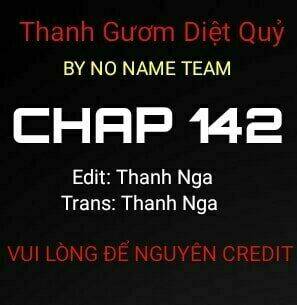 Thanh Gươm Diệt Quỷ
BY NO NAME TEAM
CHAP 142
Edit: Thanh Nga
Trans: Thanh Nga
VUI LÒNG ĐỂ NGUYÊN CREDIT